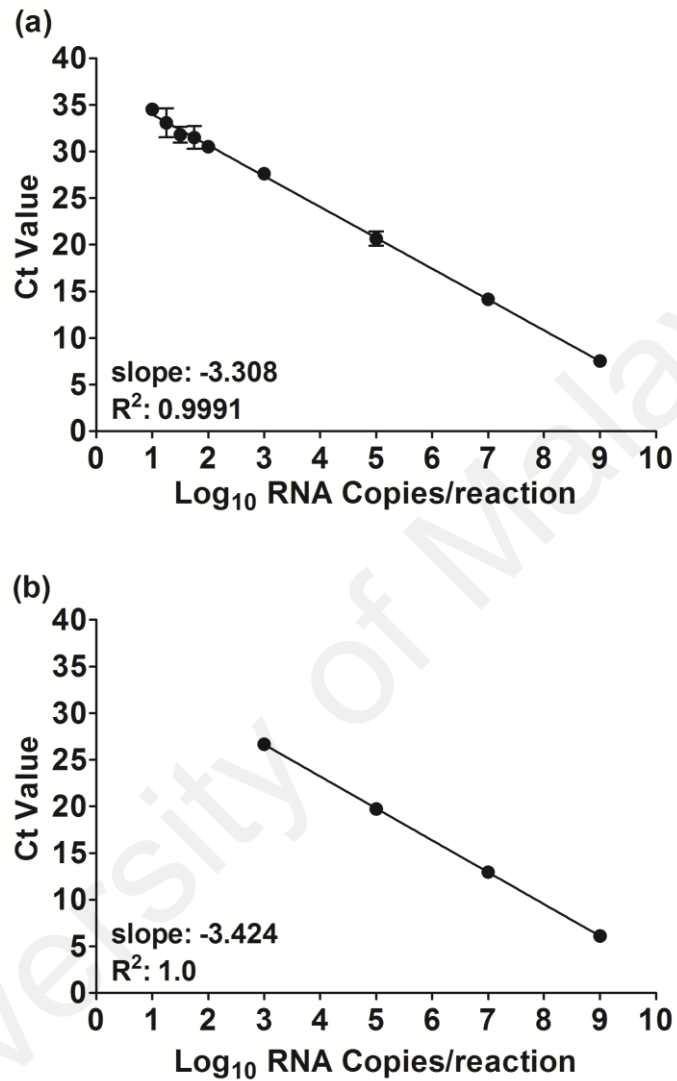 (a)
40
35
30
25
20
15
10
5
0
Ct Value
slope: -3.308
R²: 0.9991
0 1 2 3 4 5 6 7 8 9 10
Log₁₀ RNA Copies/reaction
(b)
40
35
30
25
20
15
10
5
0
Ct Value
slope: -3.424
R²: 1.0
0 1 2 3 4 5 6 7 8 9 10
Log₁₀ RNA Copies/reaction
versity of Malay